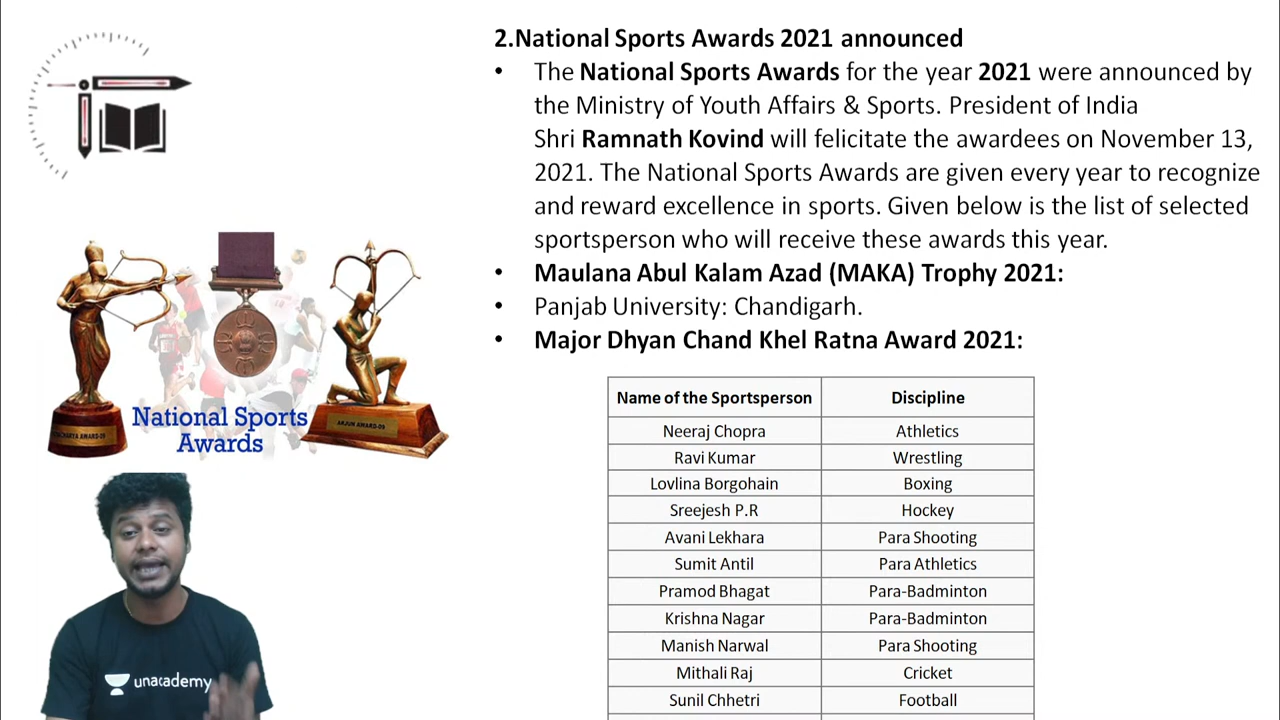 2.National Sports Awards 2021 announced
• The National Sports Awards for the year 2021 were announced by
the Ministry of Youth Affairs & Sports. President of India
Shri Ramnath Kovind will felicitate the awardees on November 13,
2021. The National Sports Awards are given every year to recognize
and reward excellence in sports. Given below is the list of selected
sportsperson who will receive these awards this year.
• Maulana Abul Kalam Azad (MAKA) Trophy 2021:
• Panjab University: Chandigarh.
• Major Dhyan Chand Khel Ratna Award 2021:
Name of the Sportsperson Discipline
Neeraj Chopra Athletics
Ravi Kumar Wrestling
Lovlina Borgohain Boxing
Sreejesh P.R Hockey
Avani Lekhara Para Shooting
Sumit Antil Para Athletics
Pramod Bhagat Para-Badminton
Krishna Nagar Para-Badminton
Manish Narwal Para Shooting
Mithali Raj Cricket
Sunil Chhetri Football
National Sports
Awards
ARJUN AWARD-09
unacademy